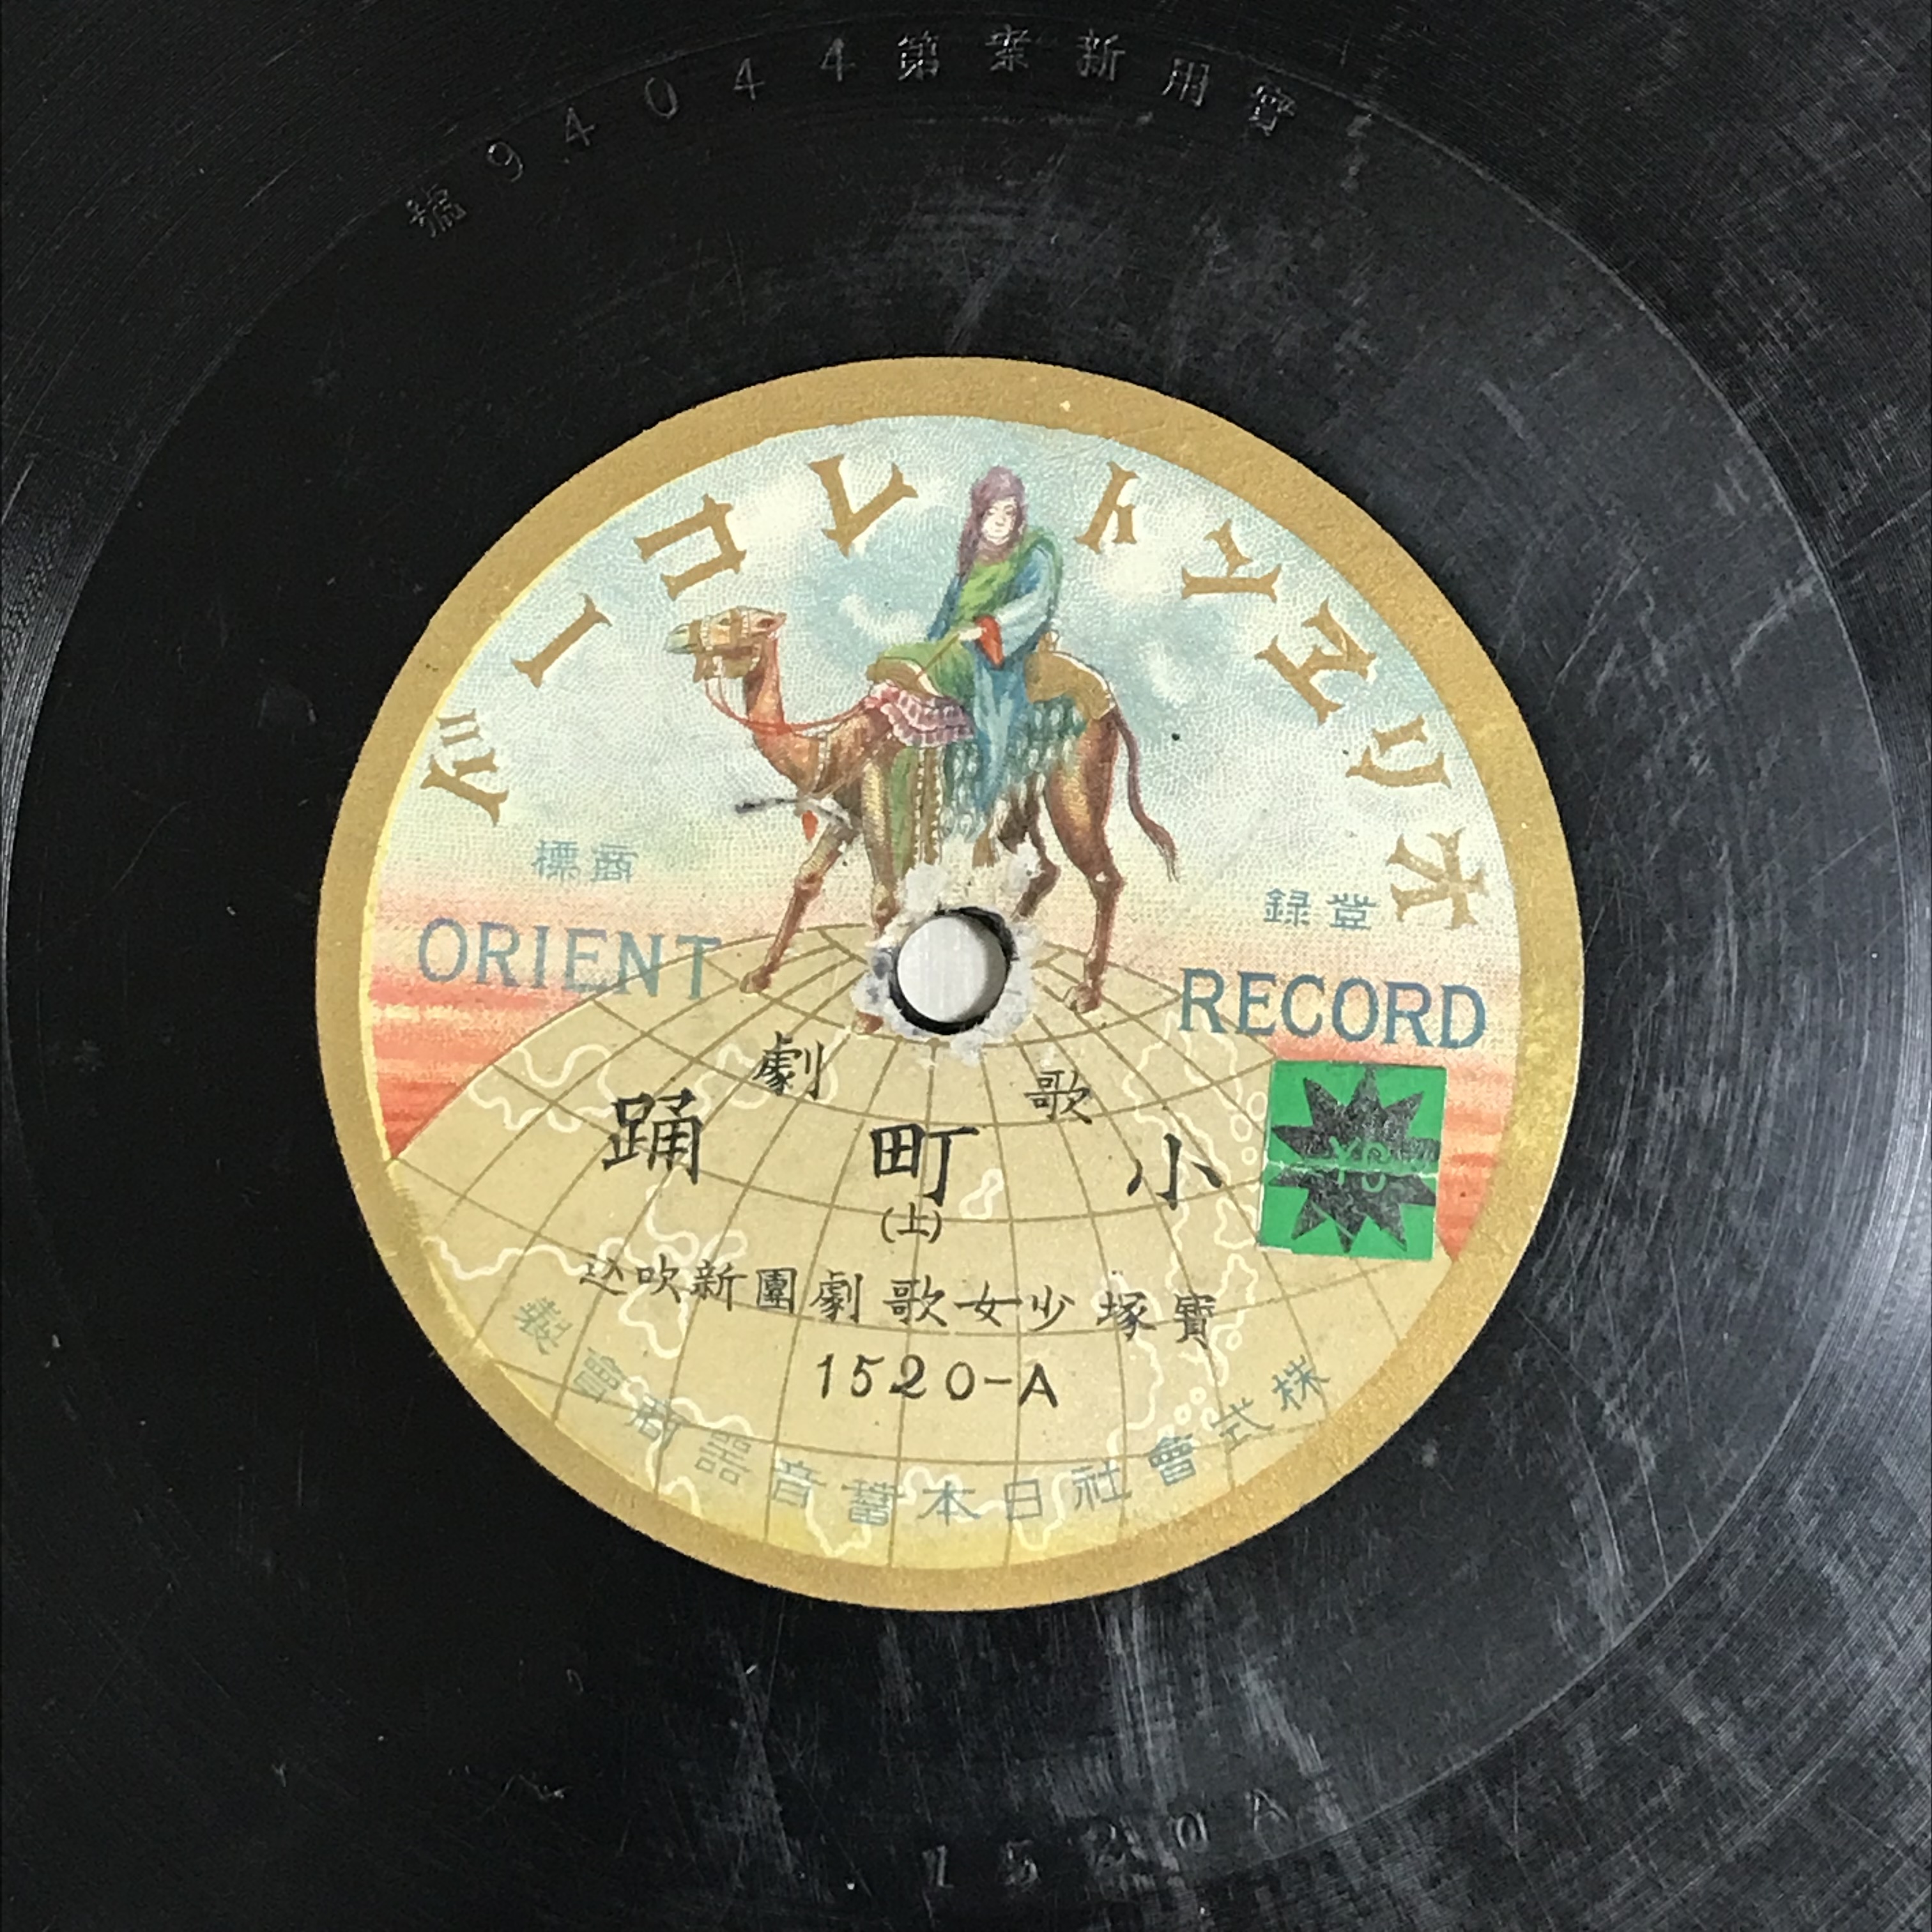 實用新案第44049號
オリエントレコード
登録商標
ORIENT RECORD
歌劇
小町踊
(上)
寶塚少女歌劇團新吹込
1520-A
株式會社日本蓄音器商會製
1520A